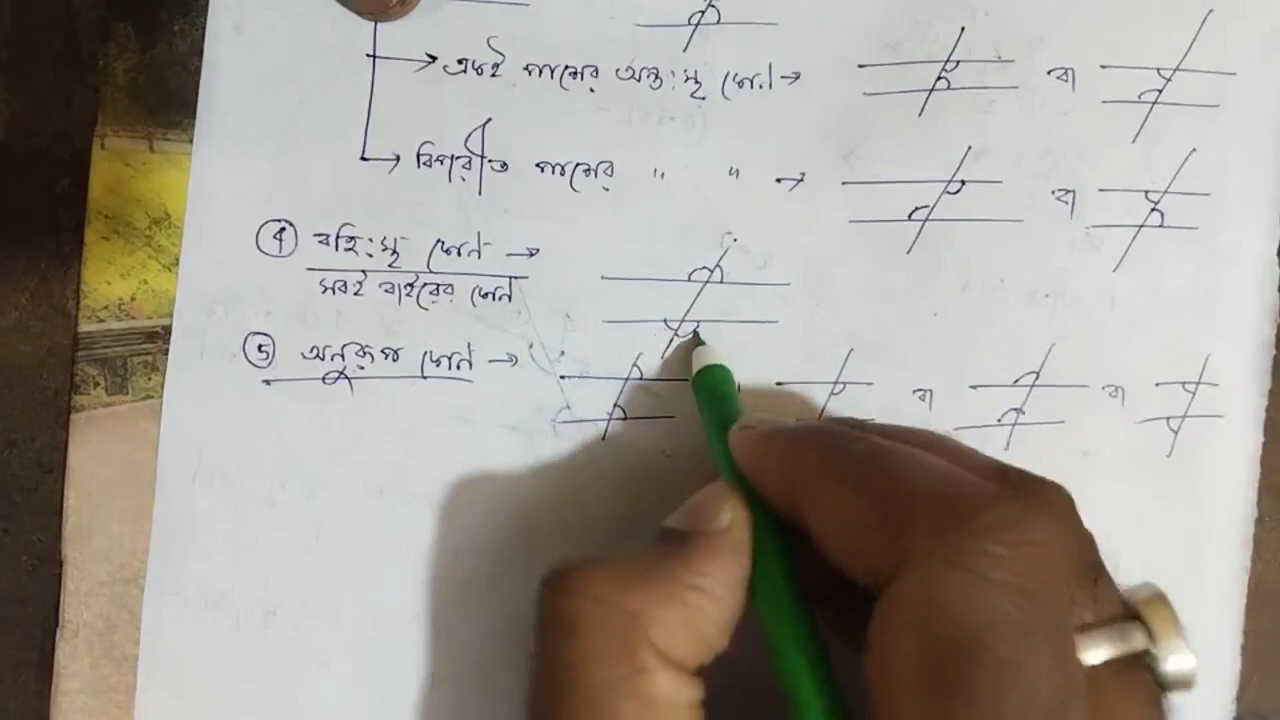 → একই পাশের অন্ত:স্থ কোণ → বা
→ বিপরীত পাশের " " → বা
④ বহি:স্থ কোণ →
সবই বাইরের কোণ
⑤ অনুরূপ কোণ → বা বা